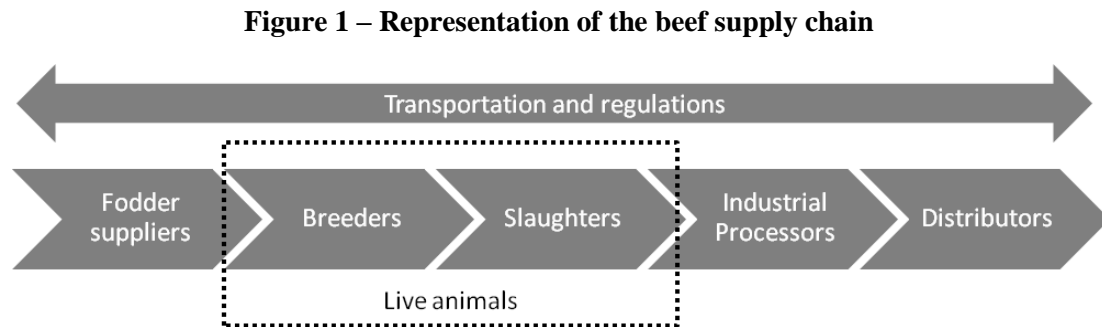 Figure 1 – Representation of the beef supply chain
Transportation and regulations
Fodder
suppliers
Breeders
Slaughters
Industrial
Processors
Distributors
Live animals